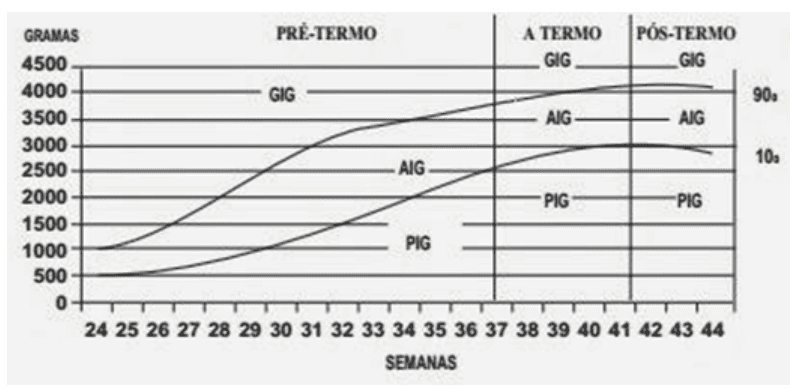 GRAMAS PRÉ-TERMO A TERMO PÓS-TERMO
4500 GIG GIG
4000 GIG 90ª
3500 AIG AIG
3000 10ª
2500 AIG
2000 PIG PIG
1500
1000 PIG
500
0
24 25 26 27 28 29 30 31 32 33 34 35 36 37 38 39 40 41 42 43 44
SEMANAS